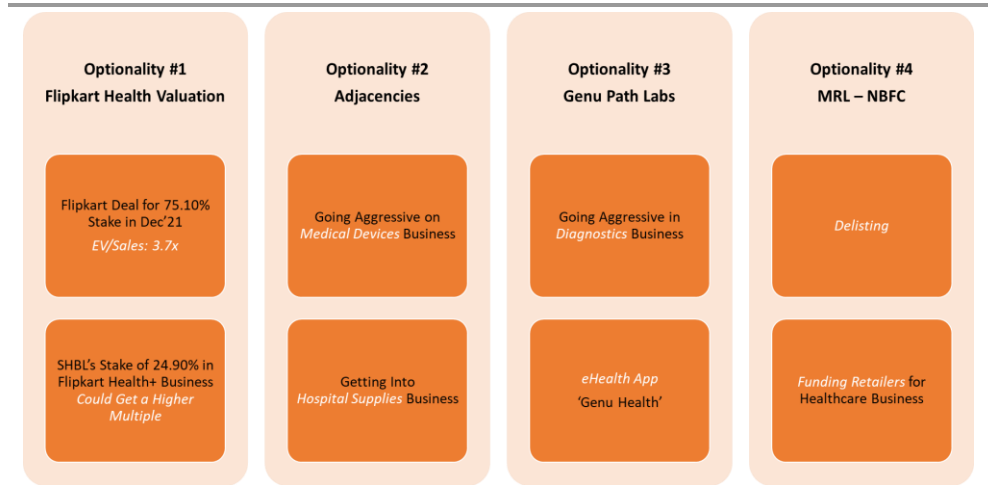 Optionality #1
Flipkart Health Valuation
Flipkart Deal for 75.10%
Stake in Dec'21
EV/Sales: 3.7x
SHBL's Stake of 24.90% in
Flipkart Health+ Business
Could Get a Higher
Multiple
Optionality #2
Adjacencies
Going Aggressive on
Medical Devices Business
Getting Into
Hospital Supplies Business
Optionality #3
Genu Path Labs
Going Aggressive in
Diagnostics Business
eHealth App
‘Genu Health’
Optionality #4
MRL – NBFC
Delisting
Funding Retailers for
Healthcare Business